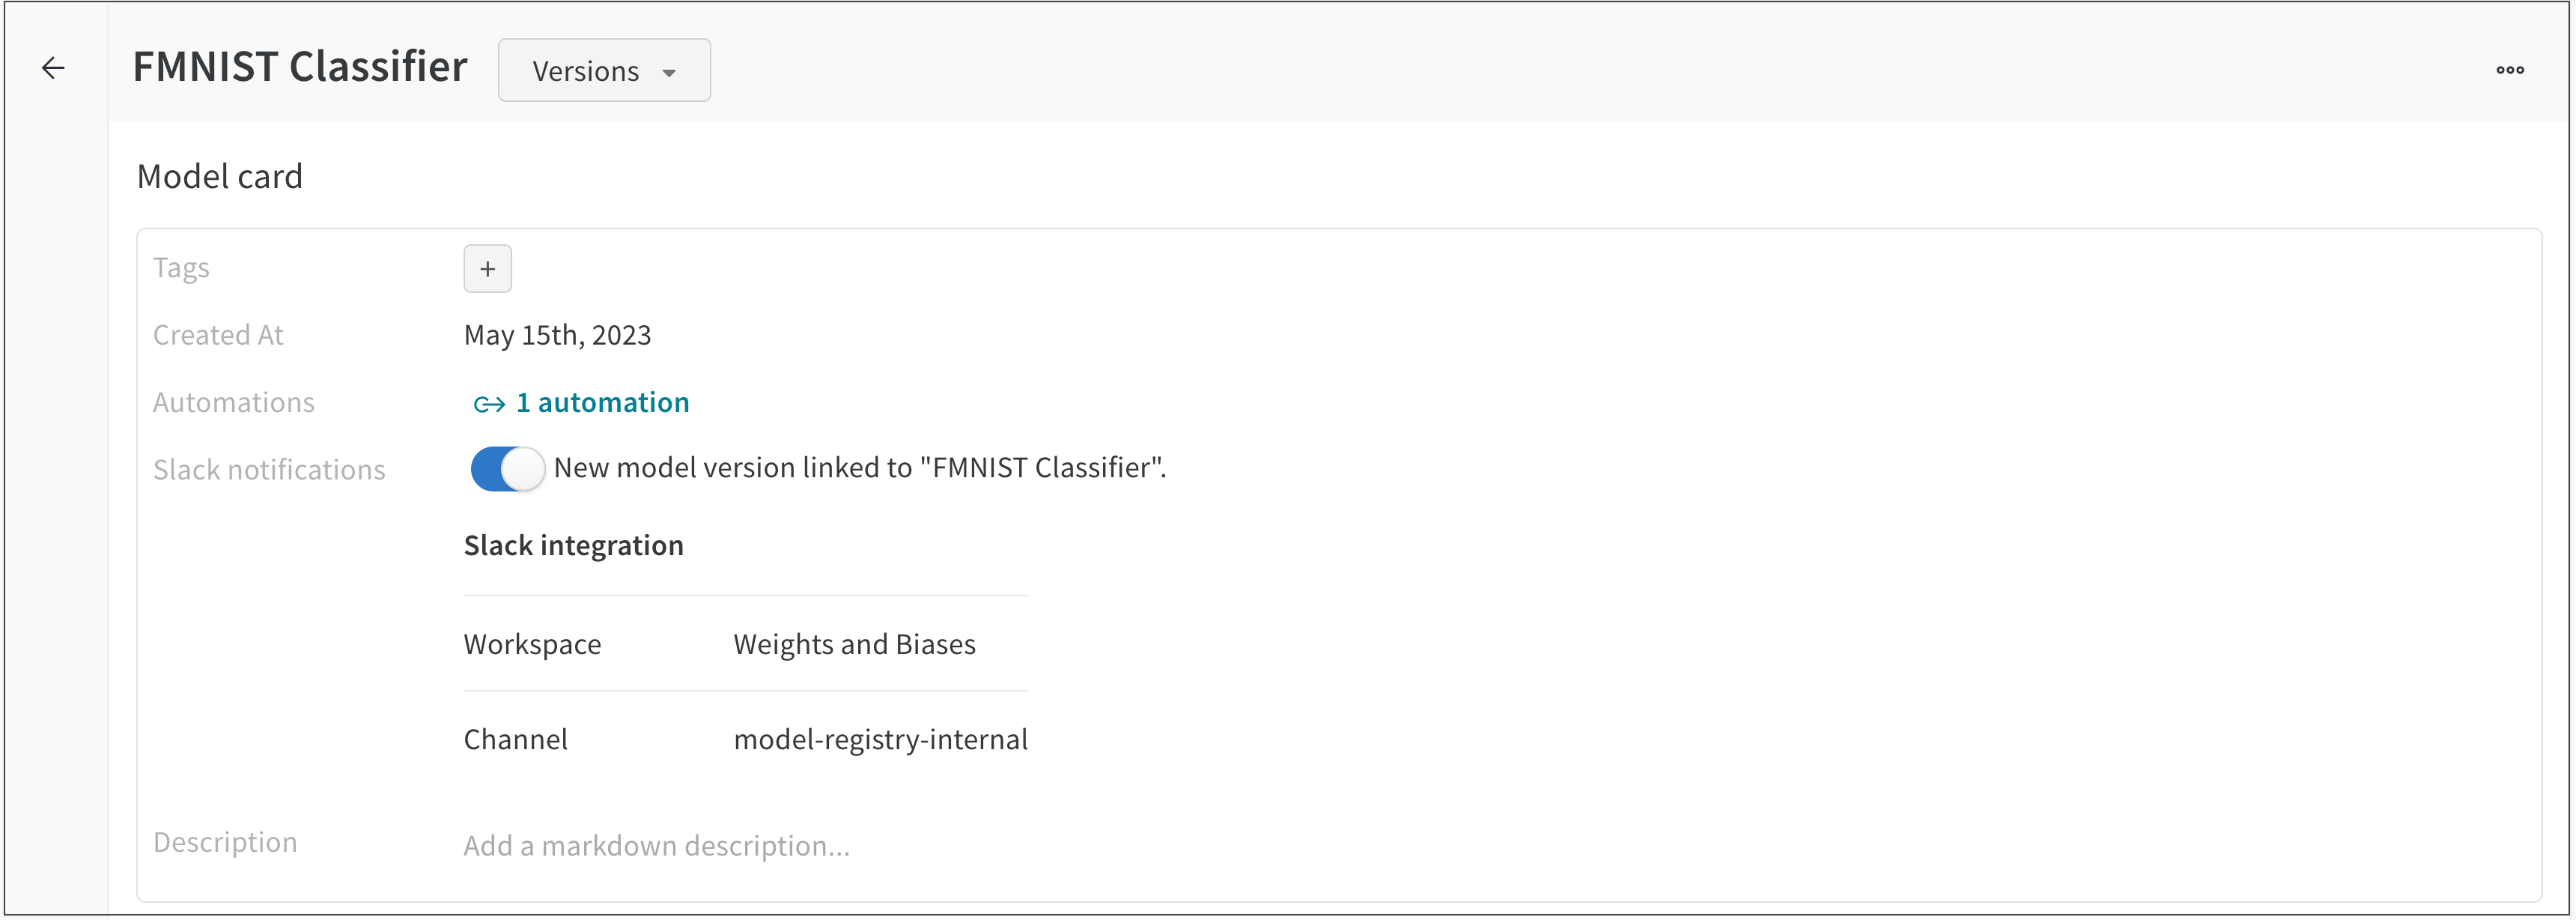 FMNIST Classifier Versions
Model card
Tags +
Created At May 15th, 2023
Automations 1 automation
Slack notifications New model version linked to "FMNIST Classifier".
Slack integration
Workspace Weights and Biases
Channel model-registry-internal
Description Add a markdown description...